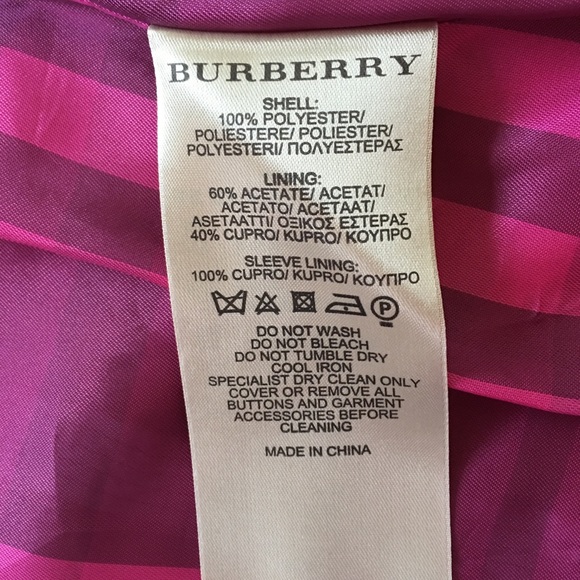 BURBERRY
SHELL:
100% POLYESTER/
POLIESTERE/ POLIESTER/
POLYESTERI/ ΠΟΛΥΕΣΤΕΡΑΣ
LINING:
60% ACETATE/ ACETAT/
ACETATO/ ACETAAT/
ASETAATTI/ ΟΞΙΚΟΣ ΕΣΤΕΡΑΣ
40% CUPRO/ KUPRO/ ΚΟΥΠΡΟ
SLEEVE LINING:
100% CUPRO/ KUPRO/ ΚΟΥΠΡΟ
P
DO NOT WASH
DO NOT BLEACH
DO NOT TUMBLE DRY
COOL IRON
SPECIALIST DRY CLEAN ONLY
COVER OR REMOVE ALL
BUTTONS AND GARMENT
ACCESSORIES BEFORE
CLEANING
MADE IN CHINA